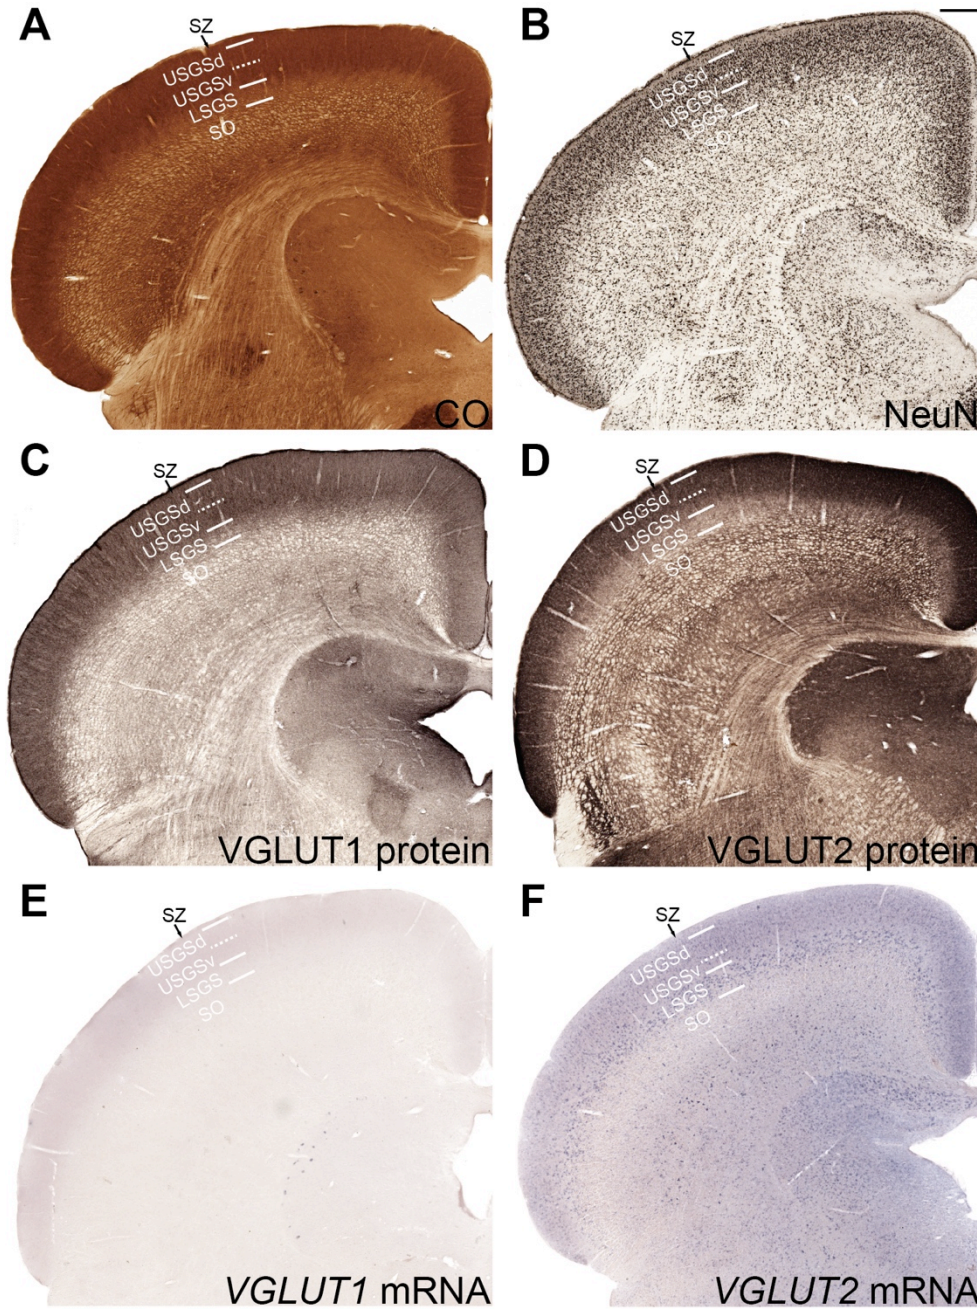 A
SZ
USGSd
USGSv
LSGS
SO
CO
B
SZ
USGSd
USGSv
LSGS
SO
NeuN
C
SZ
USGSd
USGSv
LSGS
SO
VGLUT1 protein
D
SZ
USGSd
USGSv
LSGS
SO
VGLUT2 protein
E
SZ
USGSd
USGSv
LSGS
SO
VGLUT1 mRNA
F
SZ
USGSd
USGSv
LSGS
SO
VGLUT2 mRNA